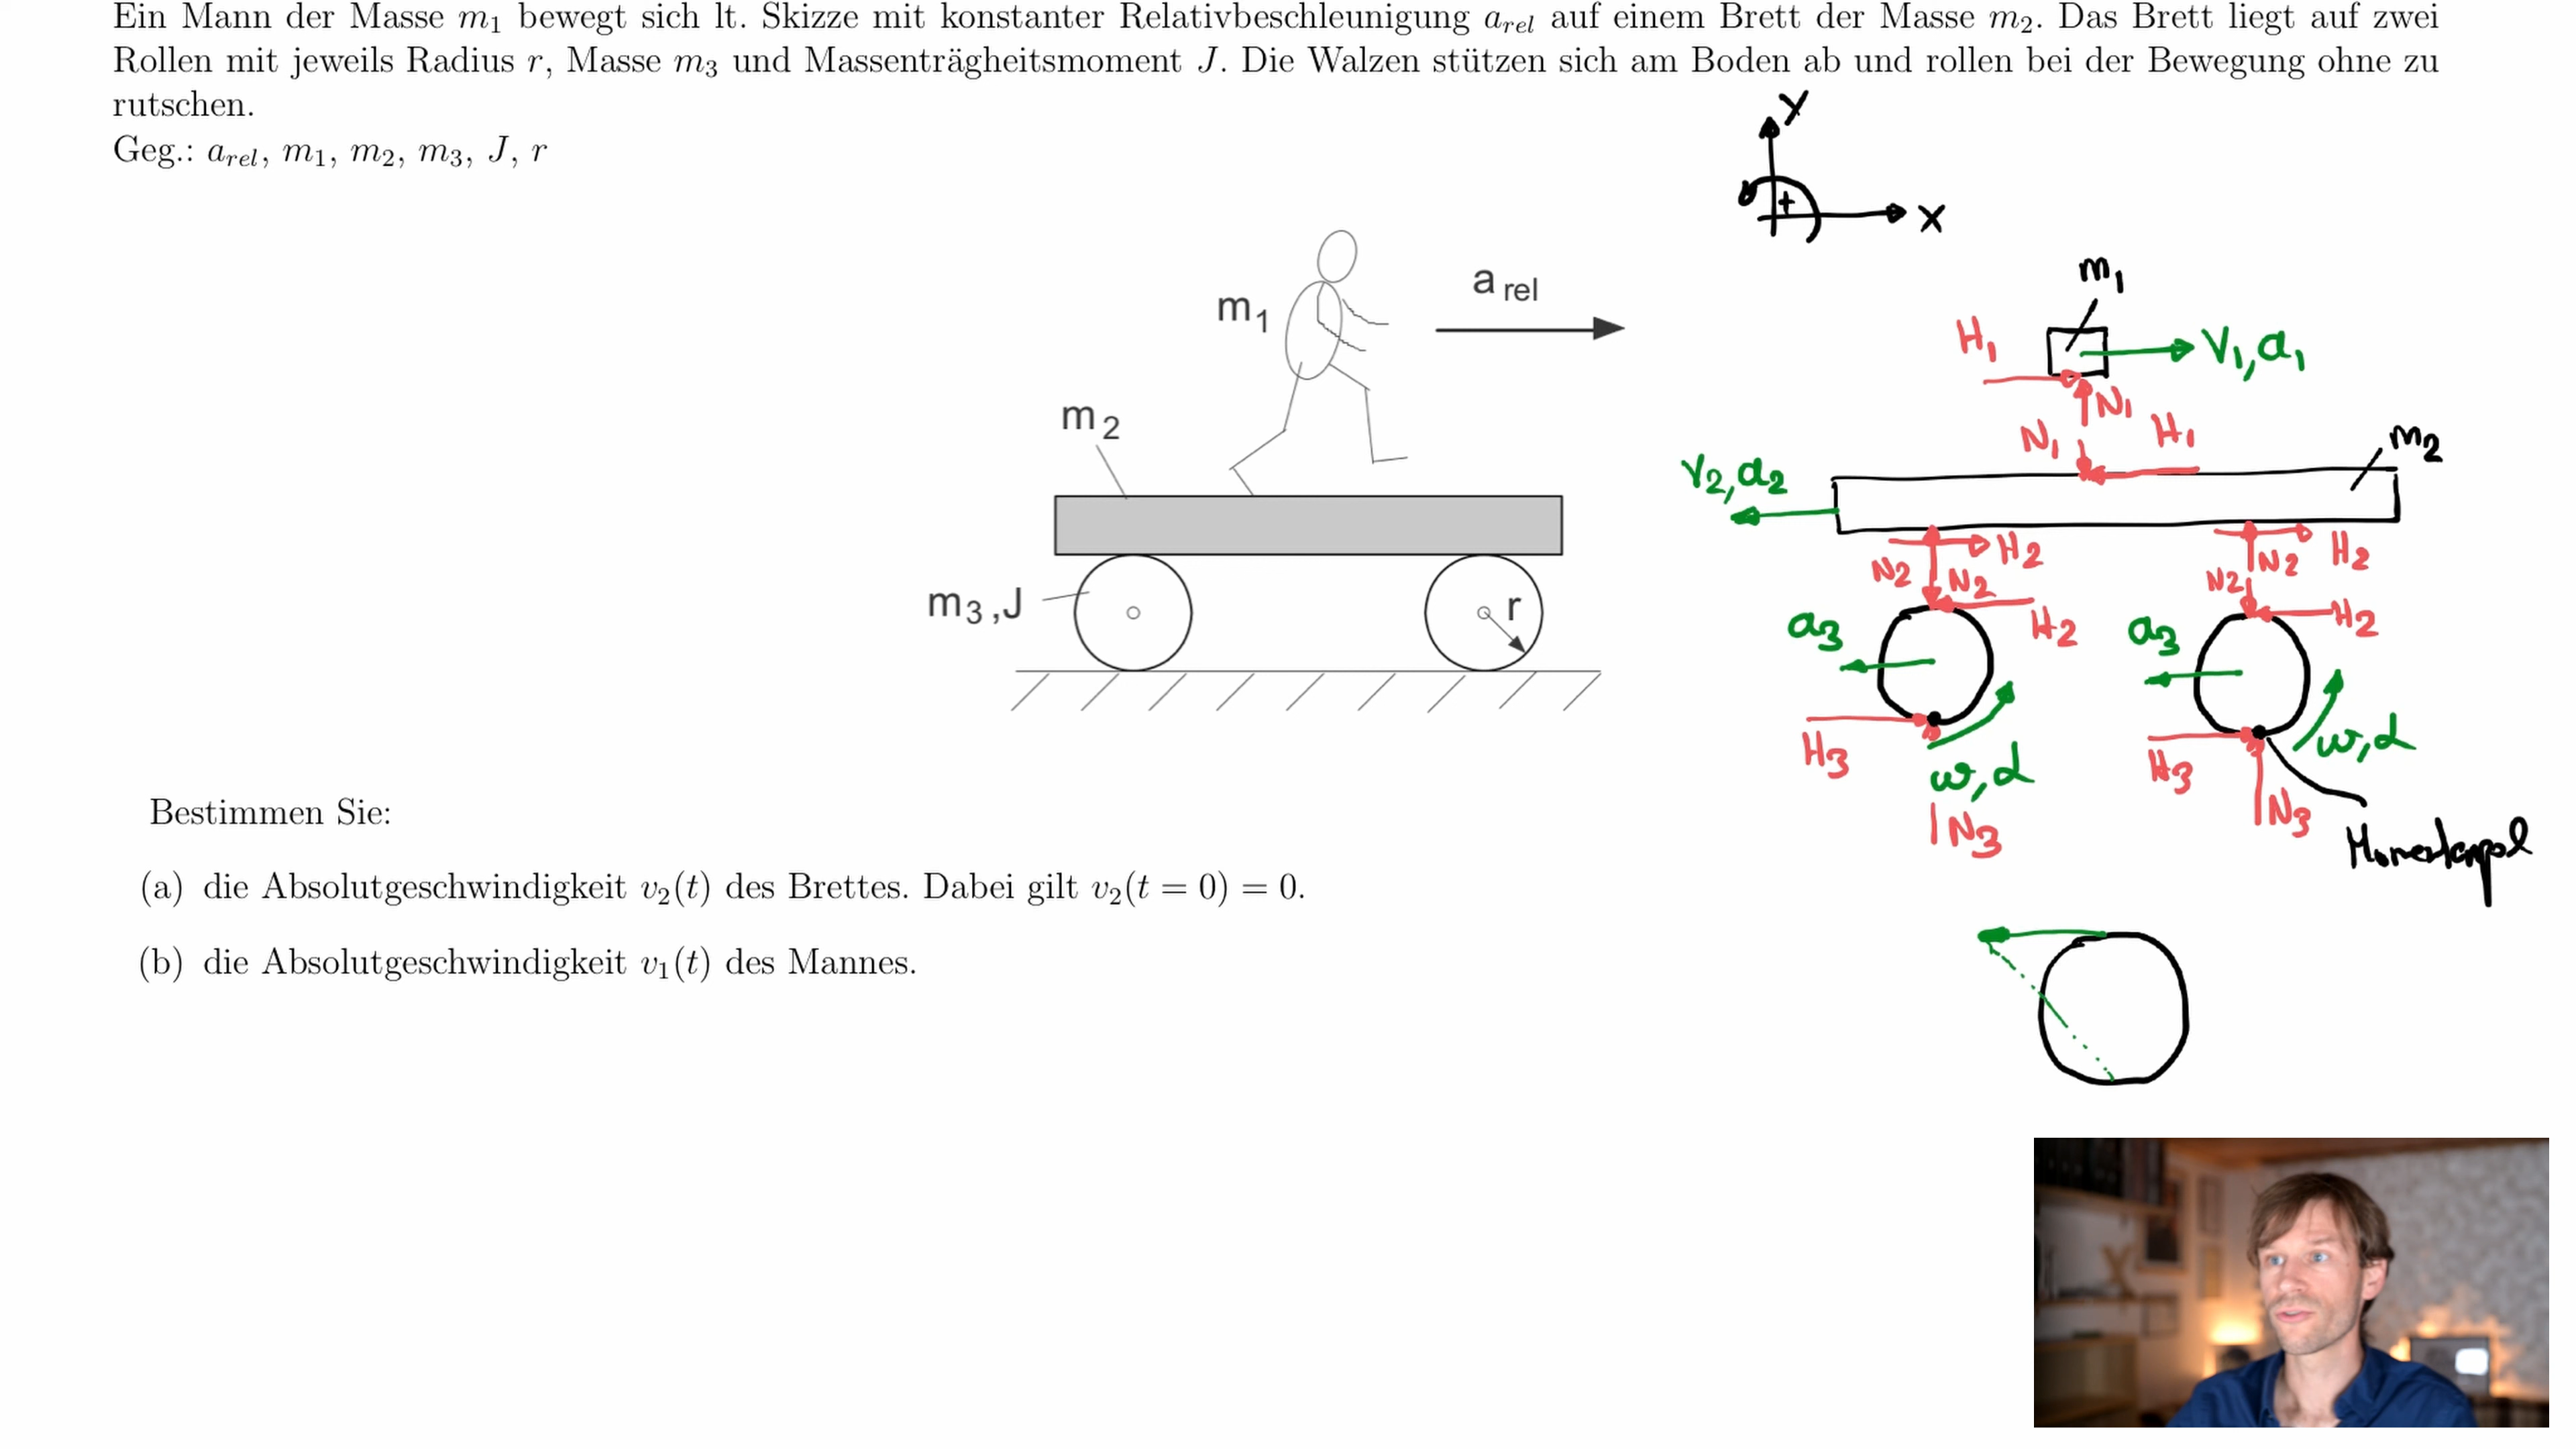 Ein Mann der Masse m₁ bewegt sich lt. Skizze mit konstanter Relativbeschleunigung a_rel auf einem Brett der Masse m₂. Das Brett liegt auf zwei
Rollen mit jeweils Radius r, Masse m₃ und Massenträgheitsmoment J. Die Walzen stützen sich am Boden ab und rollen bei der Bewegung ohne zu
rutschen.
Geg.: a_rel, m₁, m₂, m₃, J, r
y
+
x
m₁
a rel
m₂
m₃,J
r
m₁
H₁
v₁,a₁
N₁
N₁
H₁
m₂
v₂,a₂
H₂
H₂
N₂
N₂
N₂
N₂
a₃
H₂
a₃
H₂
H₃
ω,α
H₃
ω,α
N₃
N₃
Momentanpol
Bestimmen Sie:
(a) die Absolutgeschwindigkeit v₂(t) des Brettes. Dabei gilt v₂(t = 0) = 0.
(b) die Absolutgeschwindigkeit v₁(t) des Mannes.